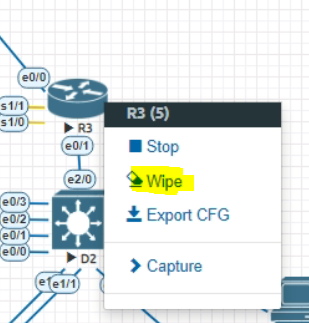 e0/0
s1/1
s1/0
R3
e0/1
e2/0
e0/3
e0/2
e0/1
e0/0
D2
e1/1
R3 (5)
Stop
Wipe
Export CFG
Capture